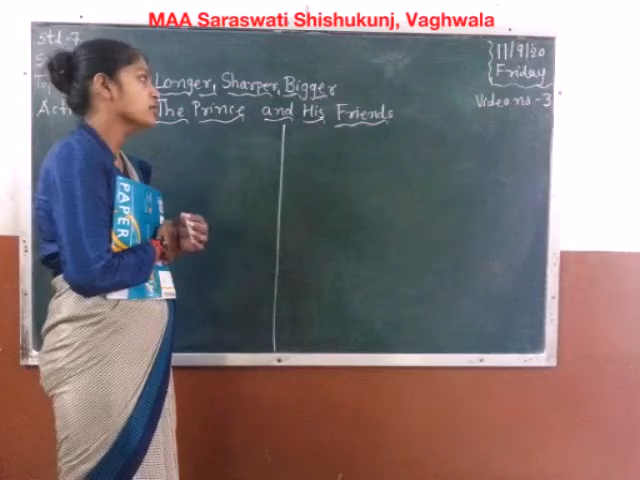 MAA Saraswati Shishukunj, Vaghwala
Std-7
11/9/20
Friday
Video no-3
Longer, Sharper, Bigger
Acti
The Prince and His Friends
PAPER